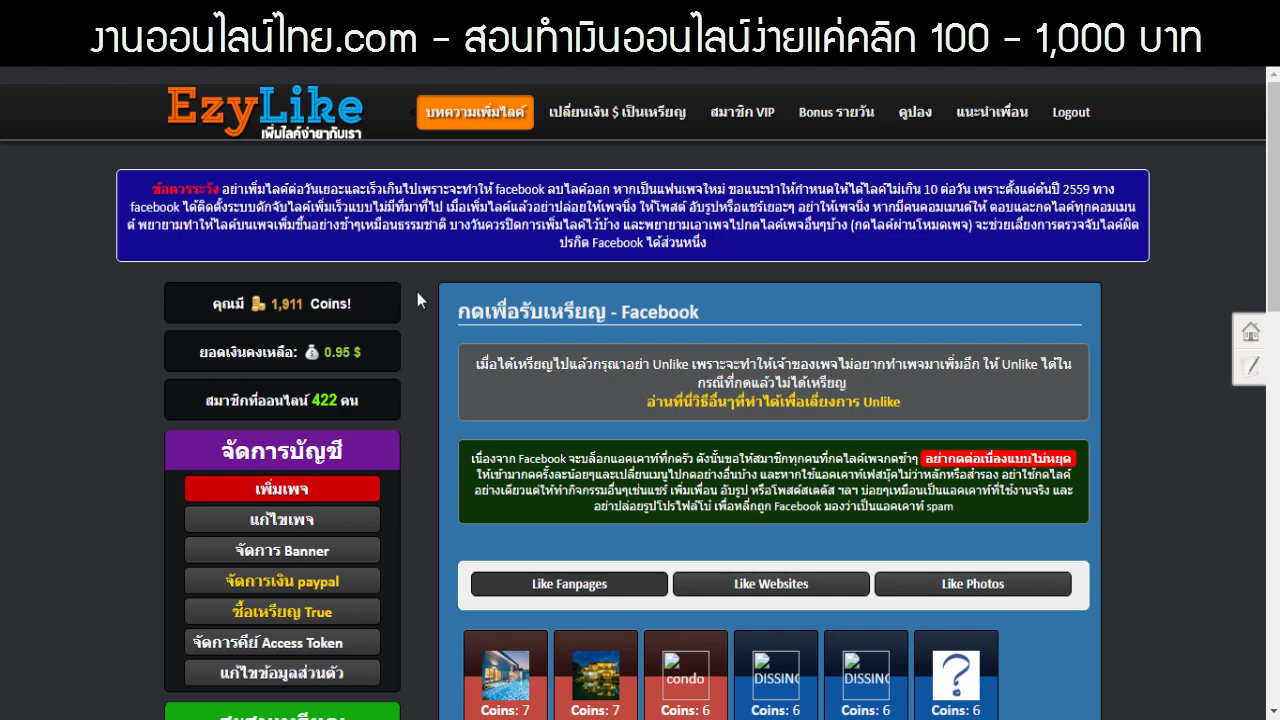 งานออนไลน์ไทย.com - สอนทำเงินออนไลน์ง่ายแค่คลิก 100 - 1,000 บาท
EzyLike
เพิ่มไลค์ง่ายๆกับเรา
บทความเพิ่มไลค์ เปลี่ยนเงิน $ เป็นเหรียญ สมาชิก VIP Bonus รายวัน คูปอง แนะนำเพื่อน Logout
ข้อควรระวัง อย่าเพิ่มไลค์ต่อวันเยอะและเร็วเกินไปเพราะจะทำให้ facebook ลบไลค์ออก หากเป็นแฟนเพจใหม่ ขอแนะนำให้กำหนดให้ได้ไลค์ไม่เกิน 10 ต่อวัน เพราะตั้งแต่ต้นปี 2559 ทาง
facebook ได้ติดตั้งระบบดักจับไลค์เพิ่มเร็วแบบไม่มีที่มาที่ไป เมื่อเพิ่มไลค์แล้วอย่าปล่อยให้เพจนิ่ง ให้โพสต์ อับรูปหรือแชร์เยอะๆ อย่าให้เพจนิ่ง หากมีคนคอมเมนต์ให้ ตอบและกดไลค์ทุกคอมเมน
ต์ พยายามทำให้ไลค์บนเพจเพิ่มขึ้นอย่างช้าๆเหมือนธรรมชาติ บางวันควรปิดการเพิ่มไลค์ไว้บ้าง และพยายามเอาเพจไปกดไลค์เพจอื่นๆบ้าง (กดไลค์ผ่านโหมดเพจ) จะช่วยเลี่ยงการตรวจจับไลค์ผิด
ปรกิต Facebook ได้ส่วนหนึ่ง
คุณมี 1,911 Coins!
ยอดเงินคงเหลือ: 0.95 $
สมาชิกที่ออนไลน์ 422 คน
จัดการบัญชี
เพิ่มเพจ
แก้ไขเพจ
จัดการ Banner
จัดการเงิน paypal
ซื้อเหรียญ True
จัดการคีย์ Access Token
แก้ไขข้อมูลส่วนตัว
กดเพื่อรับเหรียญ - Facebook
เมื่อได้เหรียญไปแล้วกรุณาอย่า Unlike เพราะจะทำให้เจ้าของเพจไม่อยากทำเพจมาเพิ่มอีก ให้ Unlike ได้ใน
กรณีที่กดแล้วไม่ได้เหรียญ
อ่านที่นี่วิธีอื่นๆที่ทำได้เพื่อเลี่ยงการ Unlike
เนื่องจาก Facebook จะบล็อกแอคเคาท์ที่กดรัว ดังนั้นขอให้สมาชิกทุกคนที่กดไลค์เพจกดช้าๆ อย่ากดต่อเนื่องแบบไม่หยุด
ให้เข้ามากดครั้งละน้อยๆและเปลี่ยนเมนูไปกดอย่างอื่นบ้าง และหากใช้แอคเคาท์เฟสบุ๊คไม่ว่าหลักหรือสำรอง อย่าใช้กดไลค์
อย่างเดียวแต่ให้ทำกิจกรรมอื่นๆเช่นแชร์ เพิ่มเพื่อน อับรูป หรือโพสต์สเตตัส ฯลฯ บ่อยๆเหมือนเป็นแอคเคาท์ที่ใช้งานจริง และ
อย่าปล่อยรูปโปรไฟล์โบ๋ เพื่อหลีกถูก Facebook มองว่าเป็นแอคเคาท์ spam
Like Fanpages Like Websites Like Photos
condo DISSINC DISSINC
Coins: 7 Coins: 7 Coins: 6 Coins: 6 Coins: 6 Coins: 6